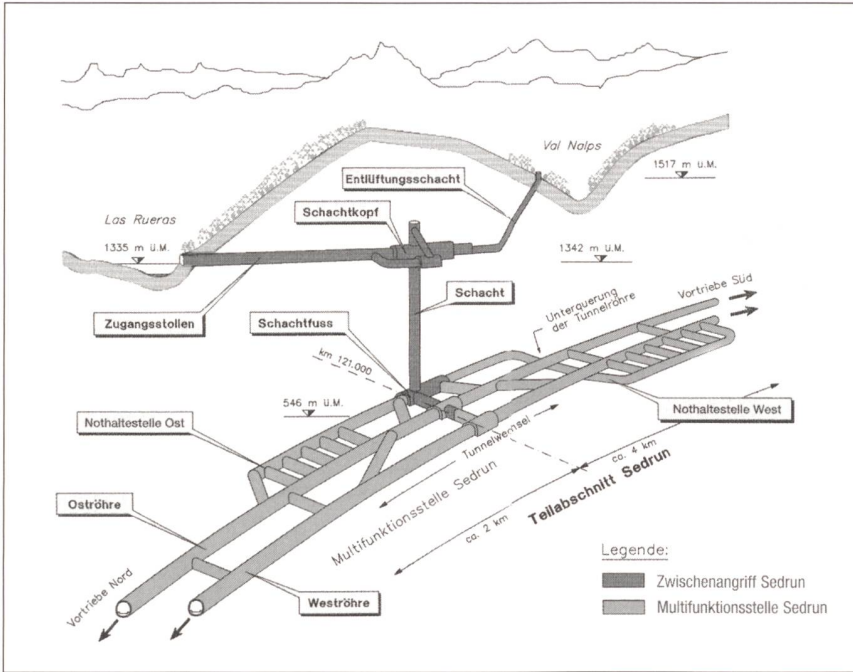 Val Nalps
1517 m ü.M.
Entlüftungsschacht
Schachtkopf
Las Rueras
1335 m ü.M.
1342 m ü.M.
Schacht
Zugangsstollen
Schachtfuss
Unterquerung
der Tunnelröhre
Vortriebe Süd
km 121.000
546 m ü.M.
Nothaltestelle Ost
Nothaltestelle West
Tunnelwechsel
ca. 4 km
Teilabschnitt Sedrun
Multifunktionsstelle Sedrun
ca. 2 km
Oströhre
Weströhre
Vortriebe Nord
Legende:
Zwischenangriff Sedrun
Multifunktionsstelle Sedrun